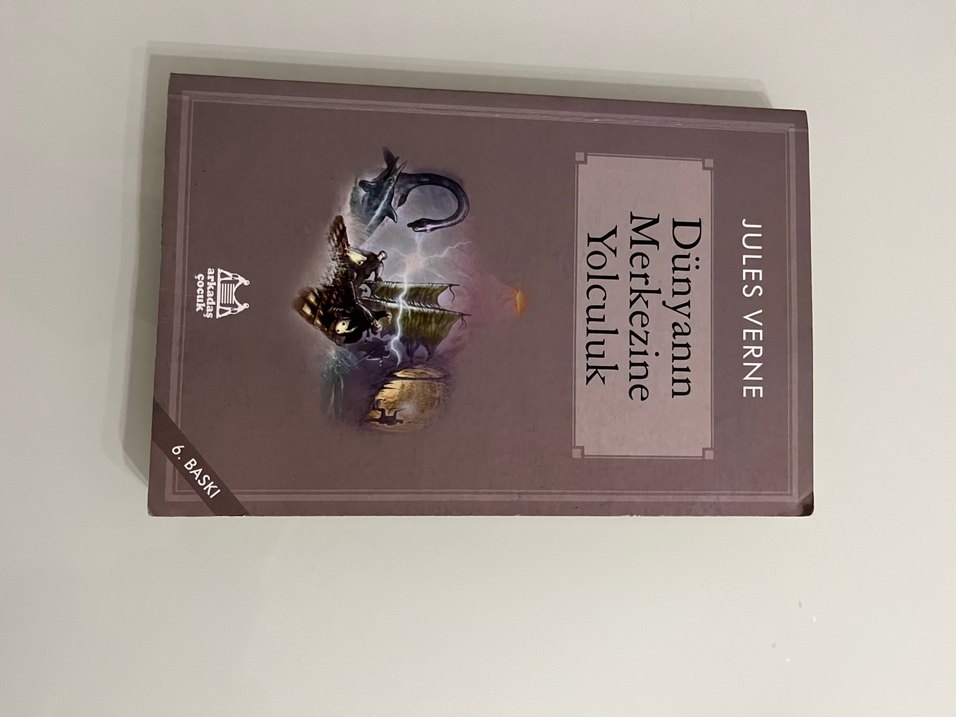 JULES VERNE
Dünyanın
Merkezine
Yolculuk
arkadaş
çocuk
6. BASKI